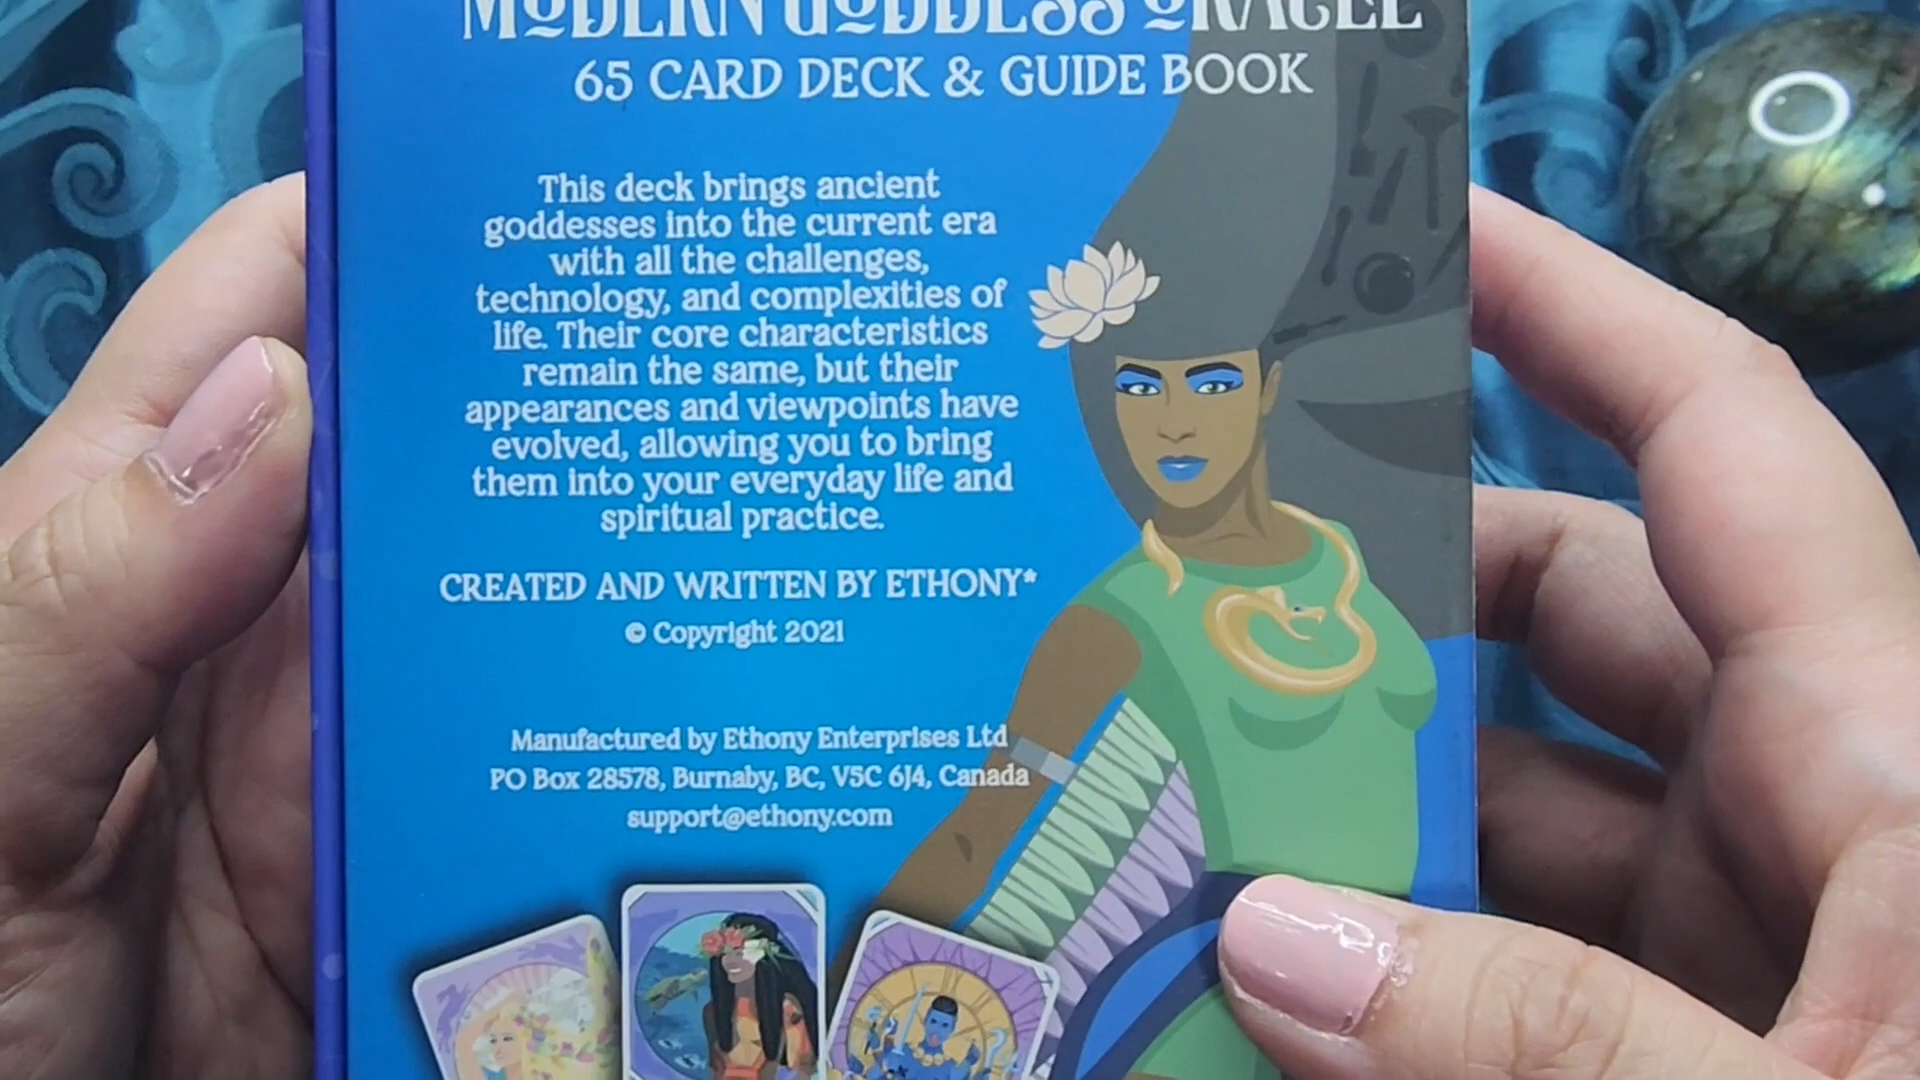 MODERN GODDESS ORACLE
65 CARD DECK & GUIDE BOOK
This deck brings ancient
goddesses into the current era
with all the challenges,
technology, and complexities of
life. Their core characteristics
remain the same, but their
appearances and viewpoints have
evolved, allowing you to bring
them into your everyday life and
spiritual practice.
CREATED AND WRITTEN BY ETHONY*
© Copyright 2021
Manufactured by Ethony Enterprises Ltd
PO Box 28578, Burnaby, BC, V5C 6J4, Canada
support@ethony.com